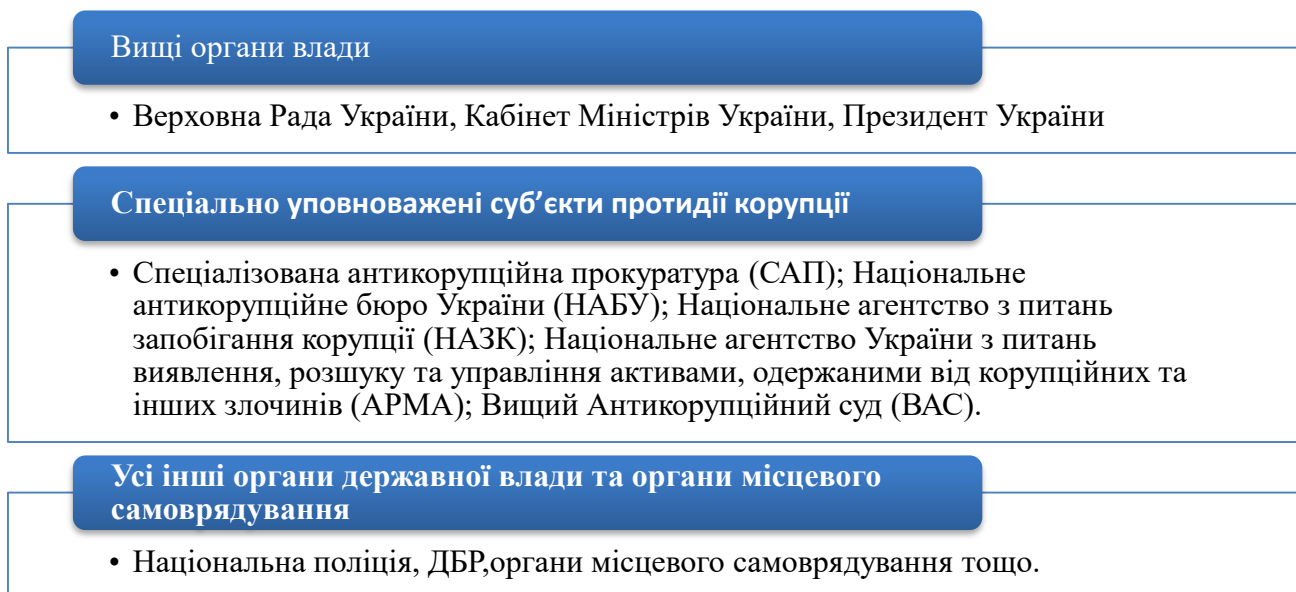 Вищі органи влади
• Верховна Рада України, Кабінет Міністрів України, Президент України
Спеціально уповноважені суб’єкти протидії корупції
• Спеціалізована антикорупційна прокуратура (САП); Національне
антикорупційне бюро України (НАБУ); Національне агентство з питань
запобігання корупції (НАЗК); Національне агентство України з питань
виявлення, розшуку та управління активами, одержаними від корупційних та
інших злочинів (АРМА); Вищий Антикорупційний суд (ВАС).
Усі інші органи державної влади та органи місцевого
самоврядування
• Національна поліція, ДБР,органи місцевого самоврядування тощо.